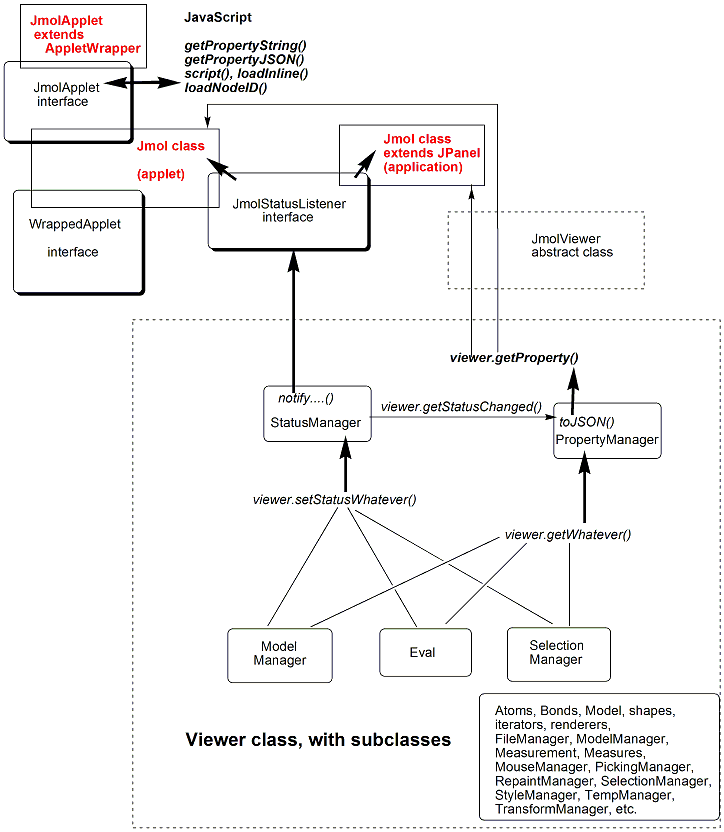 JmolApplet
extends
AppletWrapper
JavaScript
getPropertyString()
getPropertyJSON()
script(), loadInline()
loadNodeID()
JmolApplet
interface
Jmol class
(applet)
Jmol class
extends JPanel
(application)
JmolStatusListener
interface
WrappedApplet
interface
JmolViewer
abstract class
viewer.getProperty()
notify....()
StatusManager
viewer.getStatusChanged()
toJSON()
PropertyManager
viewer.setStatusWhatever()
viewer.getWhatever()
Model
Manager
Eval
Selection
Manager
Viewer class, with subclasses
Atoms, Bonds, Model, shapes,
iterators, renderers,
FileManager, ModelManager,
Measurement, Measures,
MouseManager, PickingManager,
RepaintManager, SelectionManager,
StyleManager, TempManager,
TransformManager, etc.